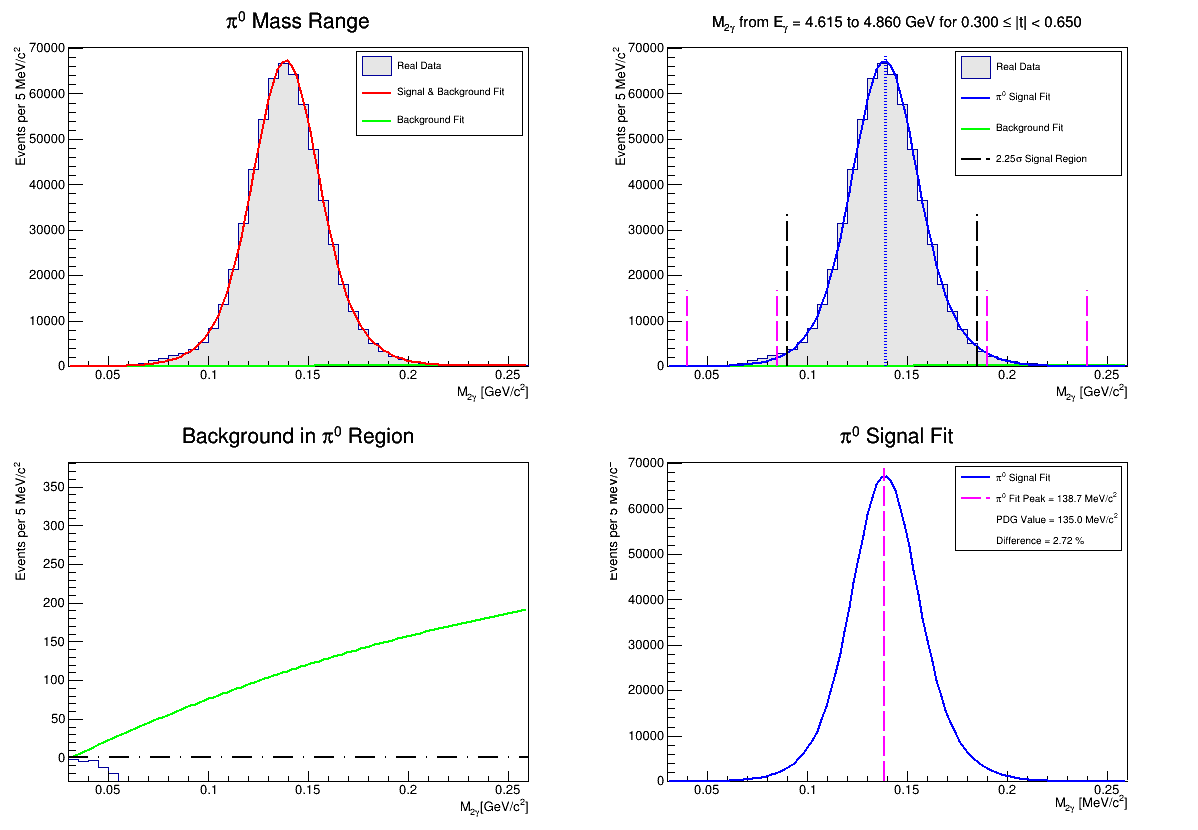 π⁰ Mass Range
Events per 5 MeV/c²
70000
60000
50000
40000
30000
20000
10000
0
Real Data
Signal & Background Fit
Background Fit
0.05 0.1 0.15 0.2 0.25
M₂γ [GeV/c²]
M₂γ from Eγ = 4.615 to 4.860 GeV for 0.300 ≤ |t| < 0.650
Events per 5 MeV/c²
70000
60000
50000
40000
30000
20000
10000
0
Real Data
π⁰ Signal Fit
Background Fit
2.25σ Signal Region
0.05 0.1 0.15 0.2 0.25
M₂γ [GeV/c²]
Background in π⁰ Region
Events per 5 MeV/c²
350
300
250
200
150
100
50
0
0.05 0.1 0.15 0.2 0.25
M₂γ[GeV/c²]
π⁰ Signal Fit
Events per 5 MeV/c²
70000
60000
50000
40000
30000
20000
10000
0
π⁰ Signal Fit
π⁰ Fit Peak = 138.7 MeV/c²
PDG Value = 135.0 MeV/c²
Difference = 2.72 %
0.05 0.1 0.15 0.2 0.25
M₂γ [MeV/c²]